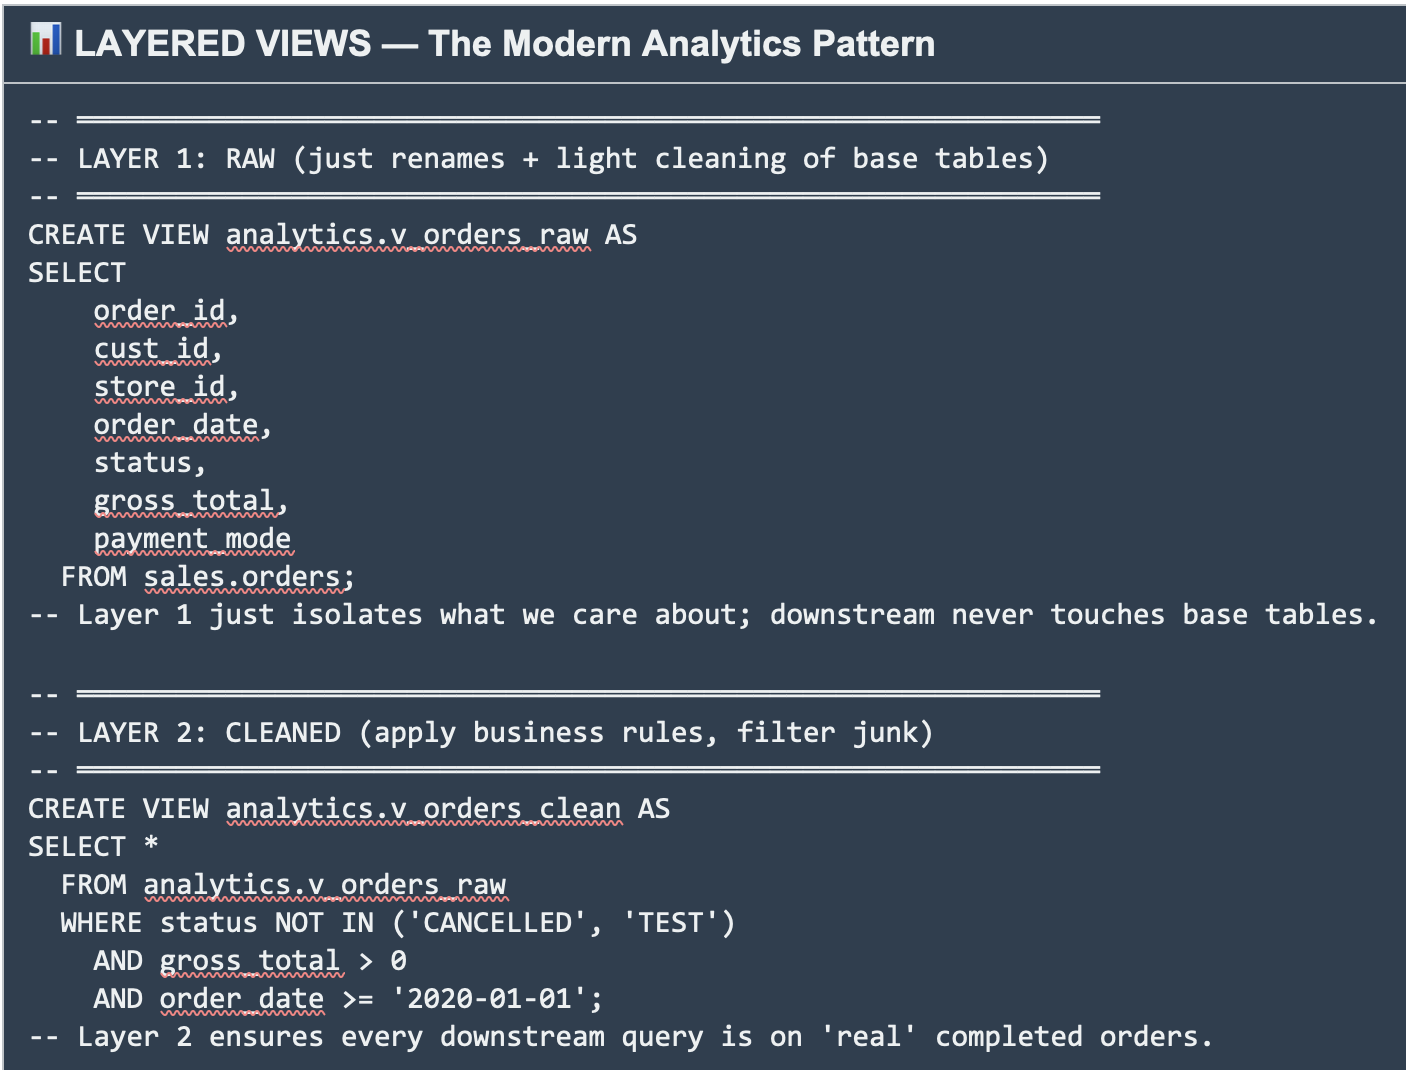 📊 LAYERED VIEWS — The Modern Analytics Pattern
-- ══════════════════════════════════════════════════════════════
-- LAYER 1: RAW (just renames + light cleaning of base tables)
-- ══════════════════════════════════════════════════════════════
CREATE VIEW analytics.v_orders_raw AS
SELECT
    order_id,
    cust_id,
    store_id,
    order_date,
    status,
    gross_total,
    payment_mode
  FROM sales.orders;
-- Layer 1 just isolates what we care about; downstream never touches base tables.

-- ══════════════════════════════════════════════════════════════
-- LAYER 2: CLEANED (apply business rules, filter junk)
-- ══════════════════════════════════════════════════════════════
CREATE VIEW analytics.v_orders_clean AS
SELECT *
  FROM analytics.v_orders_raw
  WHERE status NOT IN ('CANCELLED', 'TEST')
    AND gross_total > 0
    AND order_date >= '2020-01-01';
-- Layer 2 ensures every downstream query is on 'real' completed orders.